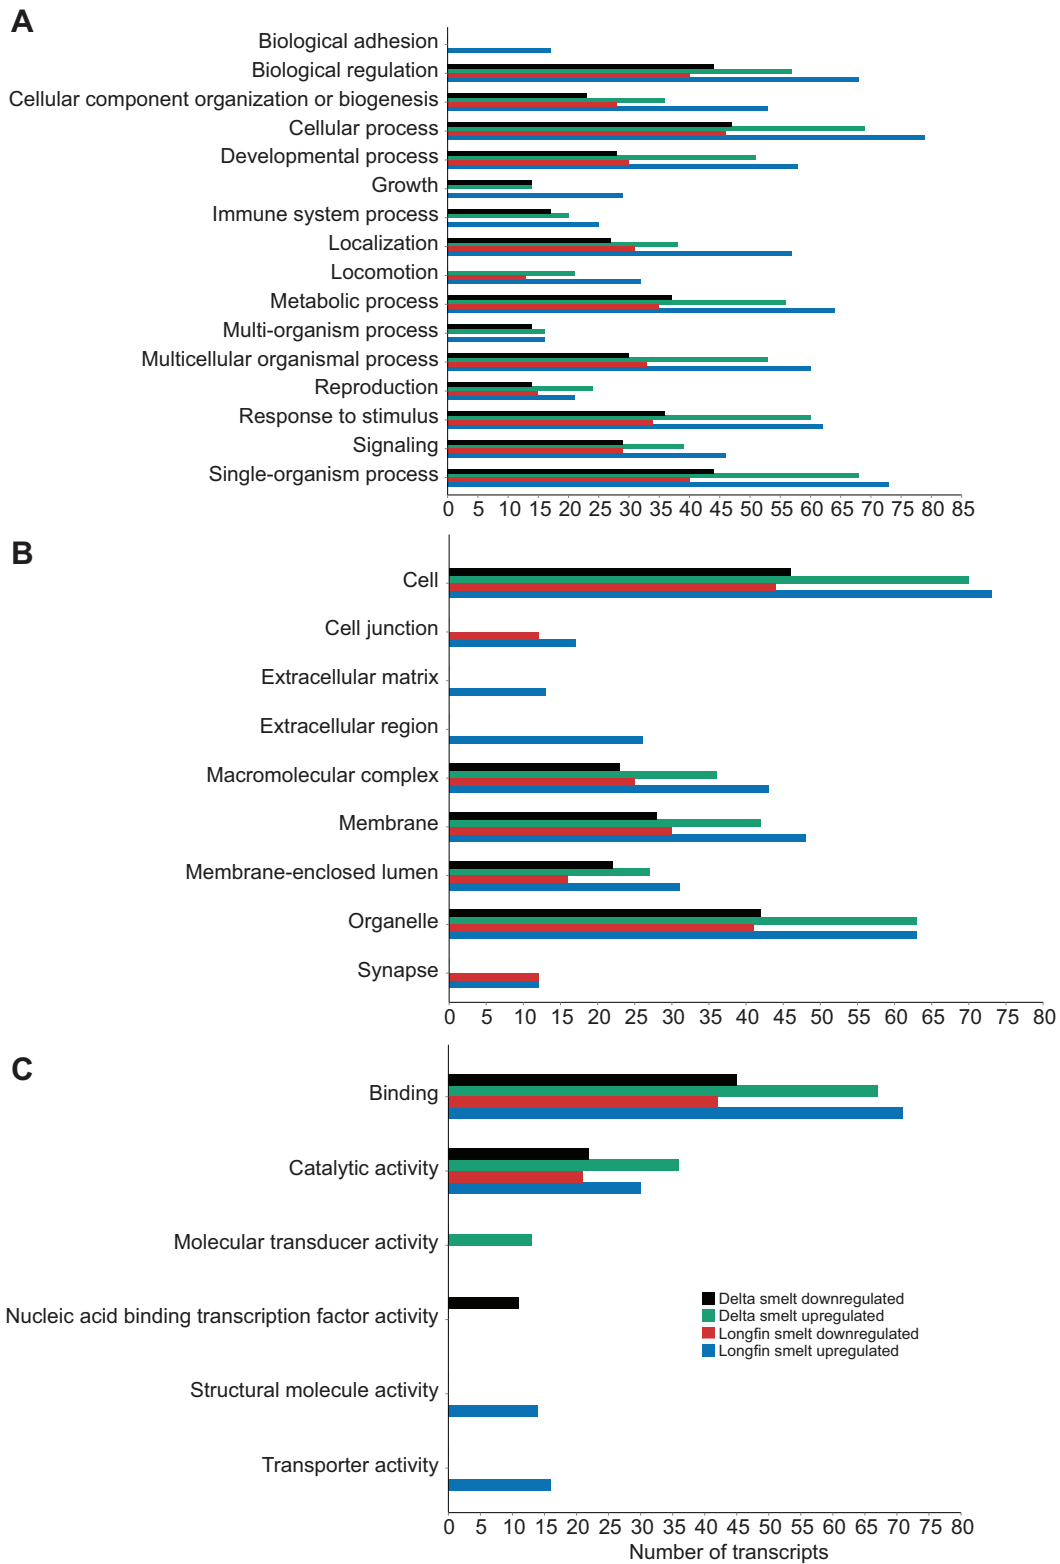 A
Biological adhesion
Biological regulation
Cellular component organization or biogenesis
Cellular process
Developmental process
Growth
Immune system process
Localization
Locomotion
Metabolic process
Multi-organism process
Multicellular organismal process
Reproduction
Response to stimulus
Signaling
Single-organism process
0 5 10 15 20 25 30 35 40 45 50 55 60 65 70 75 80 85
B
Cell
Cell junction
Extracellular matrix
Extracellular region
Macromolecular complex
Membrane
Membrane-enclosed lumen
Organelle
Synapse
0 5 10 15 20 25 30 35 40 45 50 55 60 65 70 75 80
C
Binding
Catalytic activity
Molecular transducer activity
Nucleic acid binding transcription factor activity
Structural molecule activity
Transporter activity
Delta smelt downregulated
Delta smelt upregulated
Longfin smelt downregulated
Longfin smelt upregulated
0 5 10 15 20 25 30 35 40 45 50 55 60 65 70 75 80
Number of transcripts